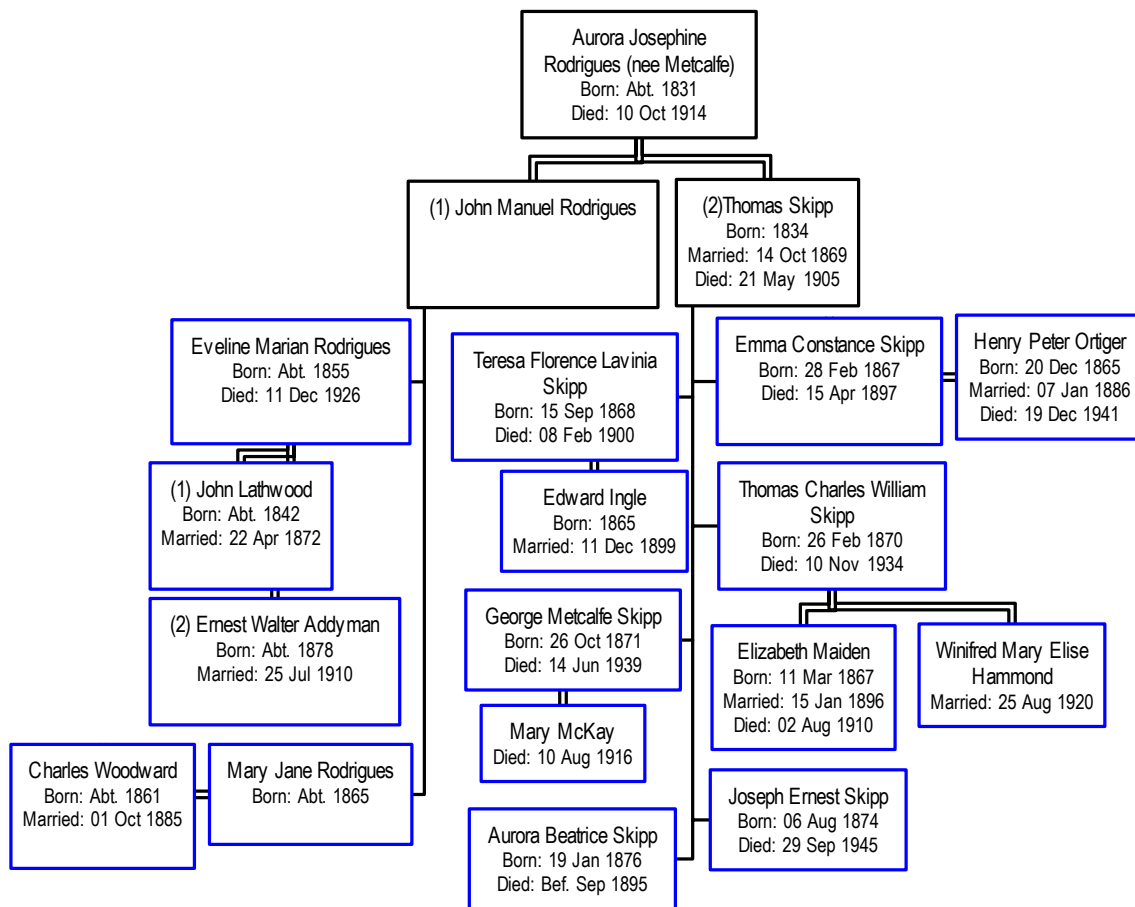 Aurora Josephine
Rodrigues (nee Metcalfe)
Born: Abt. 1831
Died: 10 Oct 1914
(1) John Manuel Rodrigues
(2)Thomas Skipp
Born: 1834
Married: 14 Oct 1869
Died: 21 May 1905
Eveline Marian Rodrigues
Born: Abt. 1855
Died: 11 Dec 1926
Teresa Florence Lavinia
Skipp
Born: 15 Sep 1868
Died: 08 Feb 1900
Emma Constance Skipp
Born: 28 Feb 1867
Died: 15 Apr 1897
Henry Peter Ortiger
Born: 20 Dec 1865
Married: 07 Jan 1886
Died: 19 Dec 1941
(1) John Lathwood
Born: Abt. 1842
Married: 22 Apr 1872
Edward Ingle
Born: 1865
Married: 11 Dec 1899
Thomas Charles William
Skipp
Born: 26 Feb 1870
Died: 10 Nov 1934
(2) Ernest Walter Addyman
Born: Abt. 1878
Married: 25 Jul 1910
George Metcalfe Skipp
Born: 26 Oct 1871
Died: 14 Jun 1939
Elizabeth Maiden
Born: 11 Mar 1867
Married: 15 Jan 1896
Died: 02 Aug 1910
Winifred Mary Elise
Hammond
Married: 25 Aug 1920
Mary McKay
Died: 10 Aug 1916
Charles Woodward
Born: Abt. 1861
Married: 01 Oct 1885
Mary Jane Rodrigues
Born: Abt. 1865
Joseph Ernest Skipp
Born: 06 Aug 1874
Died: 29 Sep 1945
Aurora Beatrice Skipp
Born: 19 Jan 1876
Died: Bef. Sep 1895